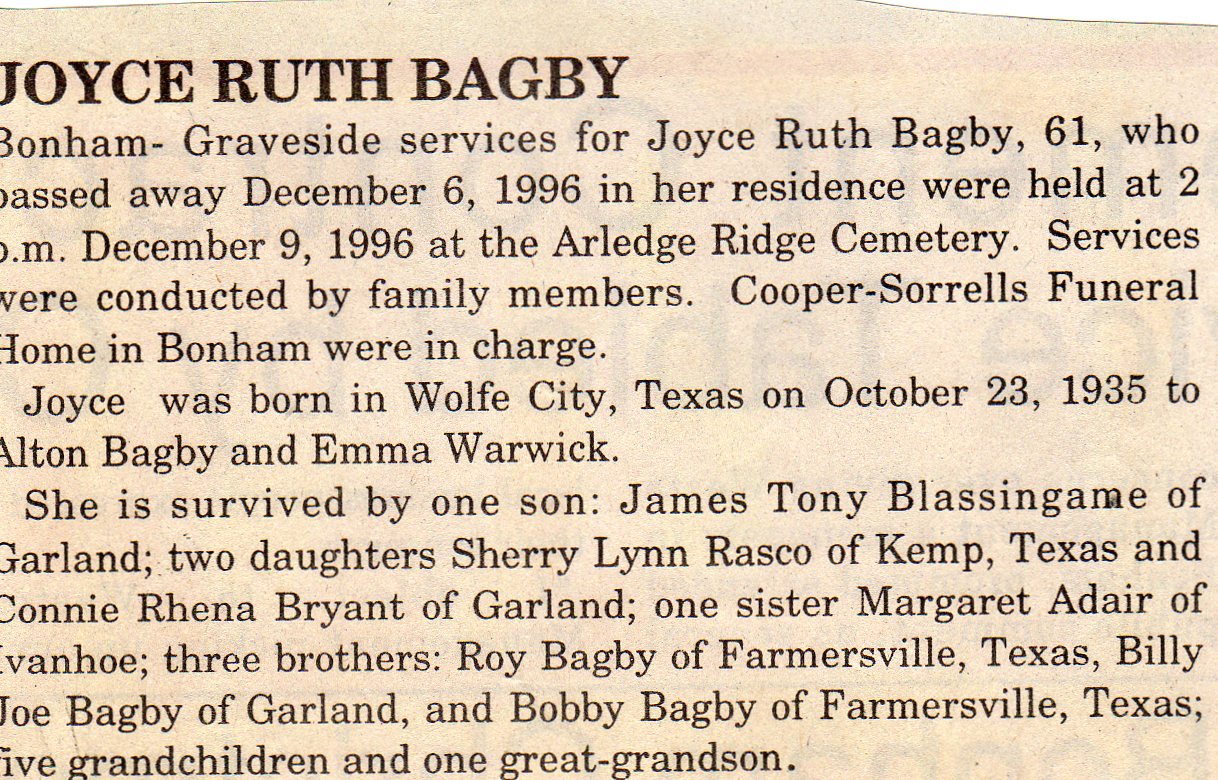 JOYCE RUTH BAGBY
Bonham- Graveside services for Joyce Ruth Bagby, 61, who
passed away December 6, 1996 in her residence were held at 2
p.m. December 9, 1996 at the Arledge Ridge Cemetery. Services
were conducted by family members. Cooper-Sorrells Funeral
Home in Bonham were in charge.
Joyce was born in Wolfe City, Texas on October 23, 1935 to
Alton Bagby and Emma Warwick.
She is survived by one son: James Tony Blassingame of
Garland; two daughters Sherry Lynn Rasco of Kemp, Texas and
Connie Rhena Bryant of Garland; one sister Margaret Adair of
Ivanhoe; three brothers: Roy Bagby of Farmersville, Texas, Billy
Joe Bagby of Garland, and Bobby Bagby of Farmersville, Texas;
five grandchildren and one great-grandson.